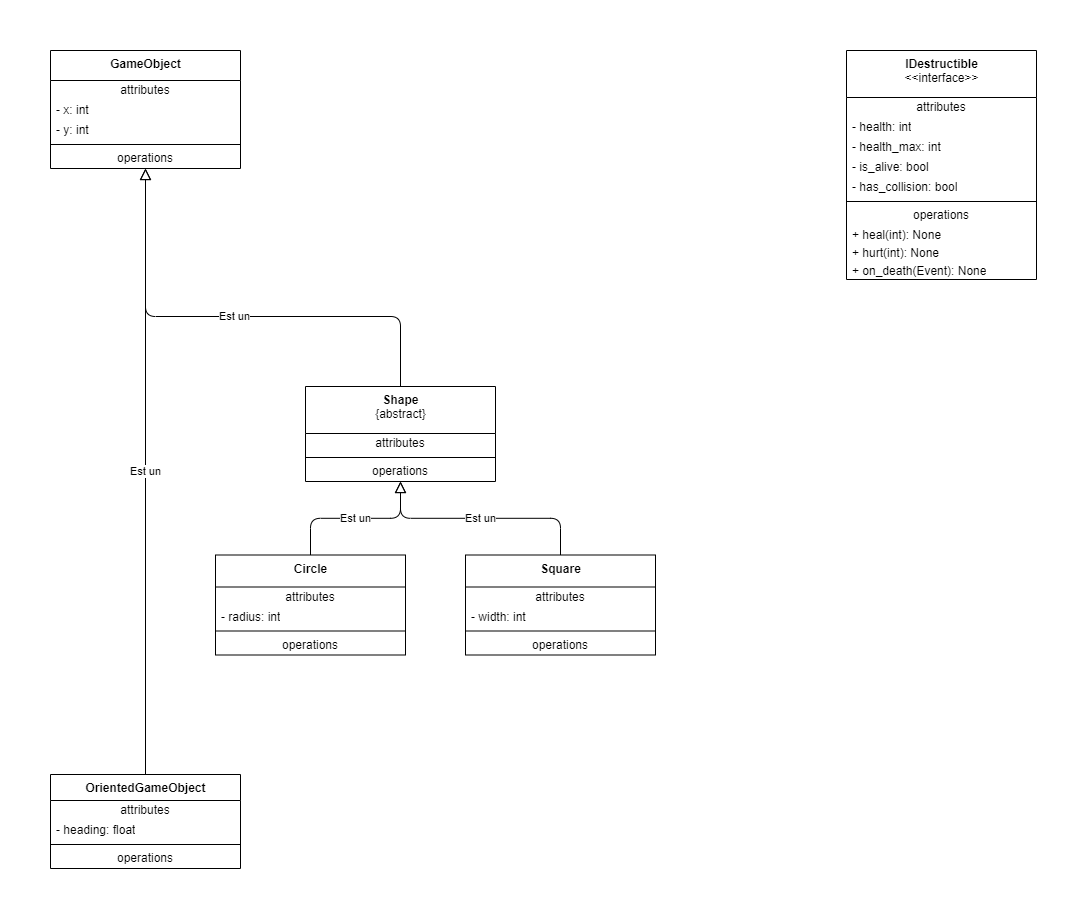 GameObject
attributes
- x: int
- y: int
operations
IDestructible
<<interface>>
attributes
- health: int
- health_max: int
- is_alive: bool
- has_collision: bool
operations
+ heal(int): None
+ hurt(int): None
+ on_death(Event): None
Est un
Shape
{abstract}
attributes
operations
Est un
Est un
Est un
Circle
attributes
- radius: int
operations
Square
attributes
- width: int
operations
OrientedGameObject
attributes
- heading: float
operations